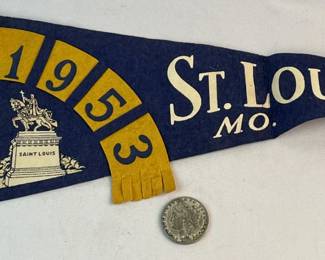 1953
ST. LOU
MO.
SAINT LOUIS